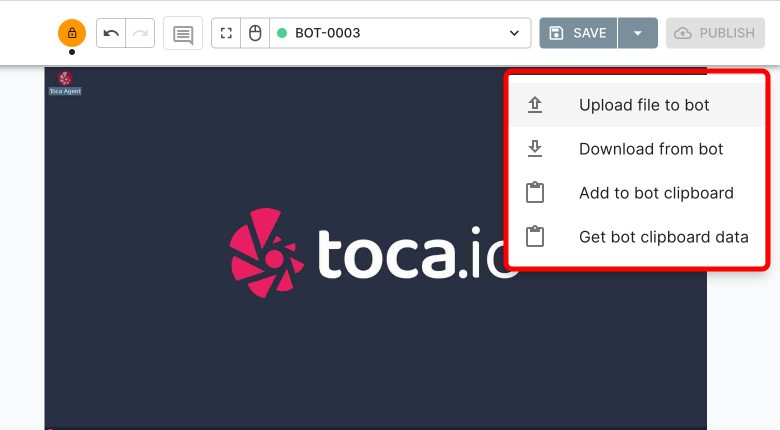 BOT-0003
SAVE
PUBLISH
Toca Agent
Upload file to bot
Download from bot
Add to bot clipboard
Get bot clipboard data
toca.io